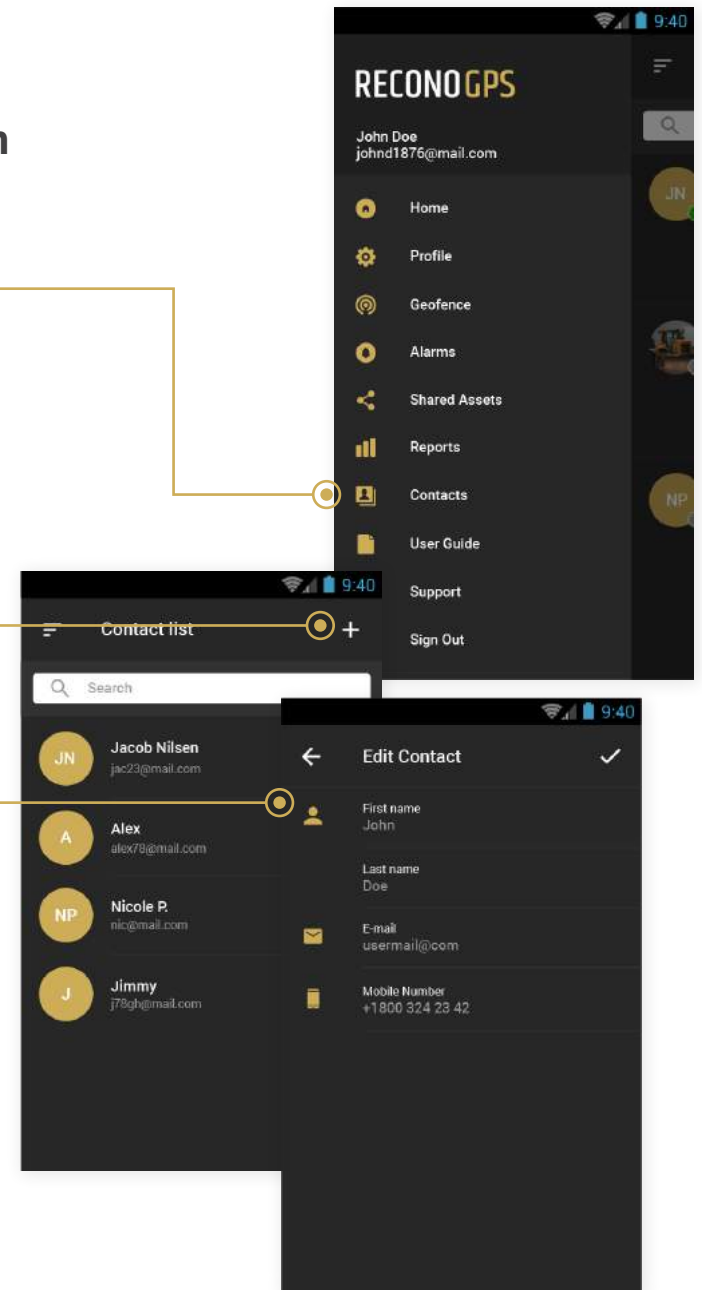 9:40
RECONOGPS
John Doe
johnd1876@mail.com
JN
Home
Profile
Geofence
Alarms
Shared Assets
Reports
Contacts
NP
User Guide
Support
Sign Out
9:40
Contact list
Search
JN
Jacob Nilsen
jac23@mail.com
A
Alex
alex78@mail.com
NP
Nicole P.
nic@mail.com
J
Jimmy
j78gh@mail.com
9:40
Edit Contact
First name
John
Last name
Doe
E-mail
usermail@com
Mobile Number
+1800 324 23 42